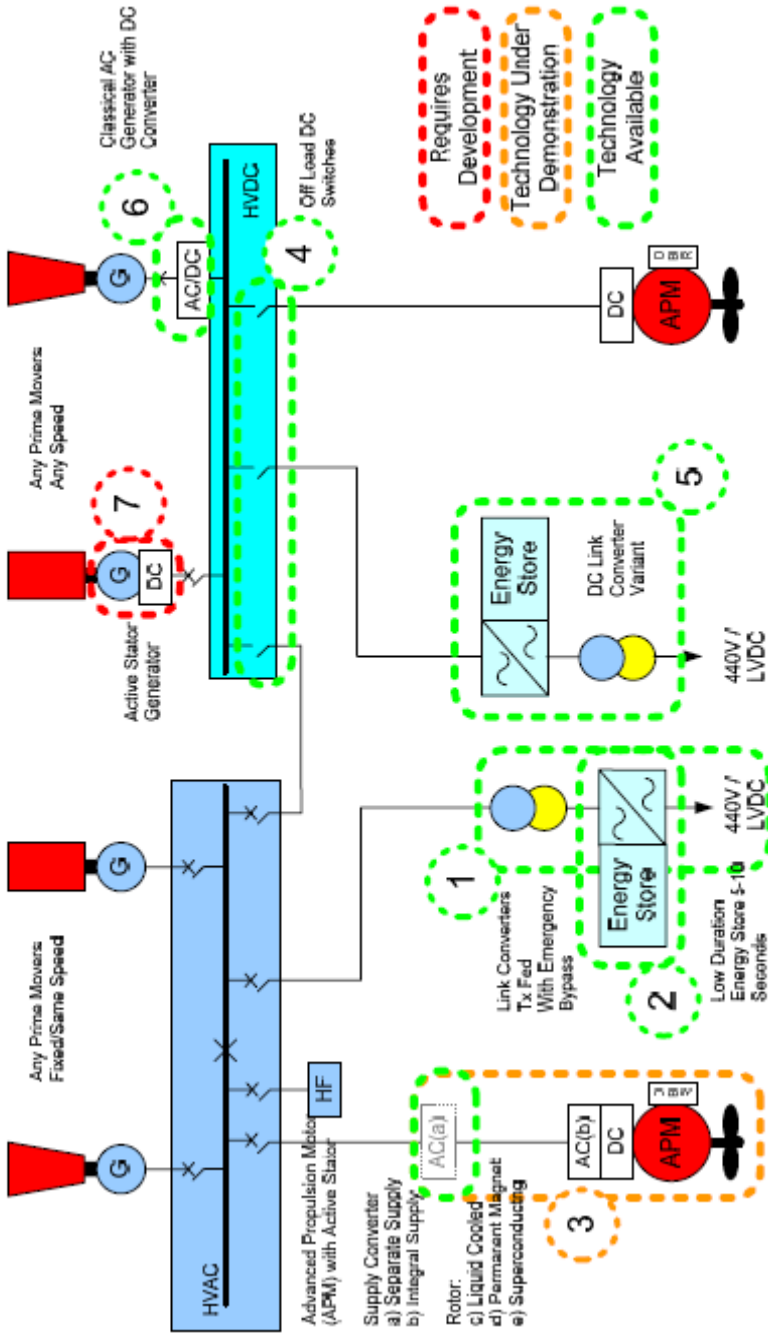 Any Prime Movers
Fixed/Same Speed
Any Prime Movers
Any Speed
G
G
G
DC
G
7
6
Classical AC
Generator with DC
Converter
Active Stator
Generator
AC/DC
HVAC
HVDC
4
Off Load DC
Switches
HF
Advanced Propulsion Motor
(APM) with Active Stator
Supply Converter
a) Separate Supply
b) Integral Supply
Rotor:
c) Liquid Cooled
d) Permanent Magnet
e) Superconducting
AC(a)
AC(b)
DC
APM
3
1
Link Converters
Tx Fed
With Emergency
Bypass
Energy
Store
2
Low Duration
Energy Store 5-10
Seconds
440V /
LVDC
Energy
Store
DC Link
Converter
Variant
5
440V /
LVDC
DC
APM
DBR
Requires
Development
Technology Under
Demonstration
Technology
Available